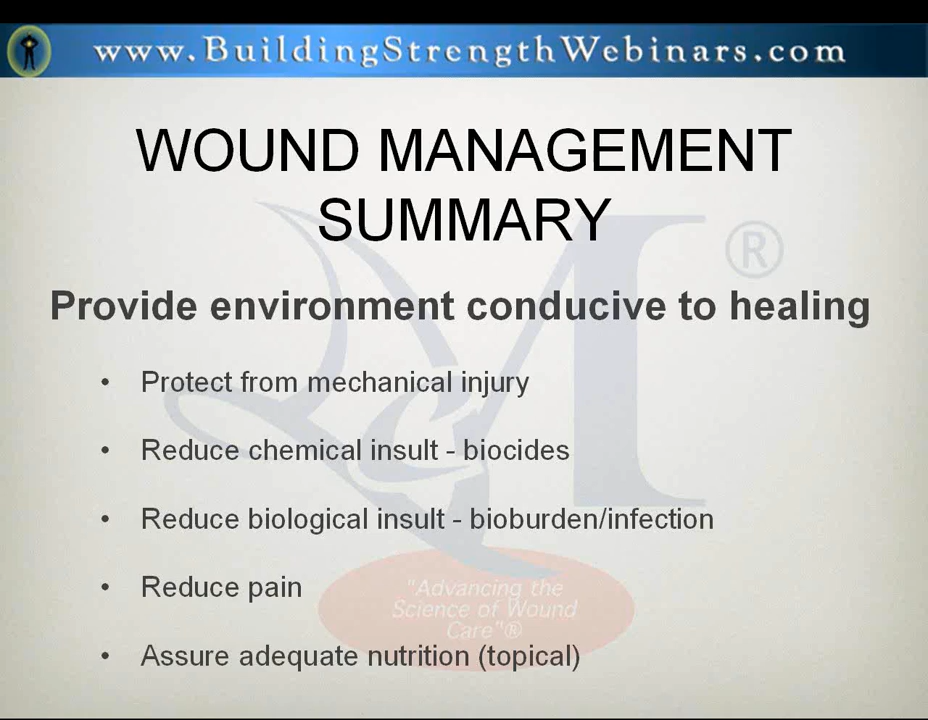 www.BuildingStrengthWebinars.com
WOUND MANAGEMENT
SUMMARY
Provide environment conducive to healing
• Protect from mechanical injury
• Reduce chemical insult - biocides
• Reduce biological insult - bioburden/infection
• Reduce pain
• Assure adequate nutrition (topical)
M®
"Advancing the
Science of Wound
Care"®